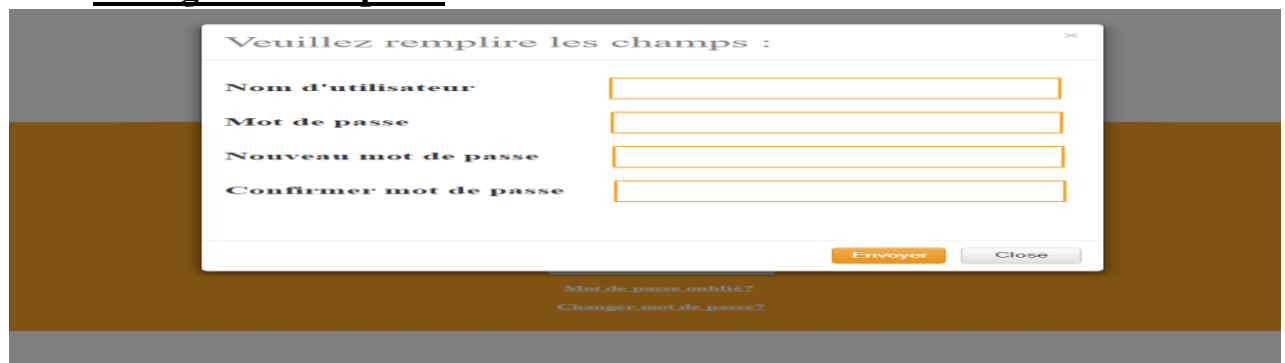 Veuillez remplire les champs :
×
Nom d'utilisateur
Mot de passe
Nouveau mot de passe
Confirmer mot de passe
Envoyer Close
Mot de passe oublié?
Changer mot de passe?